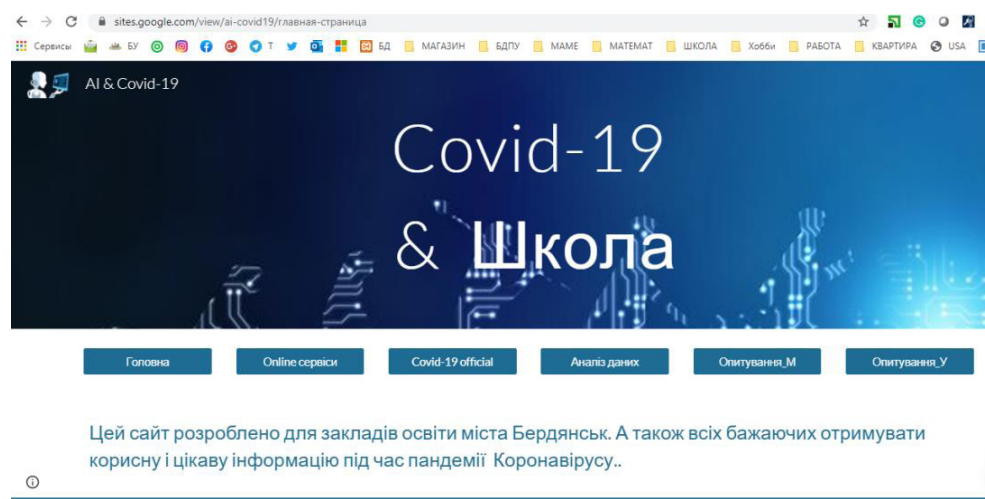 sites.google.com/view/ai-covid19/главная-страница
Сервисы БУ Т БД МАГАЗИН БДПУ МАМЕ МАТЕМАТ ШКОЛА Хобби РАБОТА КВАРТИРА USA
AI & Covid-19
Covid-19
& Школа
Головна Online сервіси Covid-19 official Аналіз даних Опитування_М Опитування_У
Цей сайт розроблено для закладів освіти міста Бердянськ. А також всіх бажаючих отримувати
корисну і цікаву інформацію під час пандемії Коронавірусу..